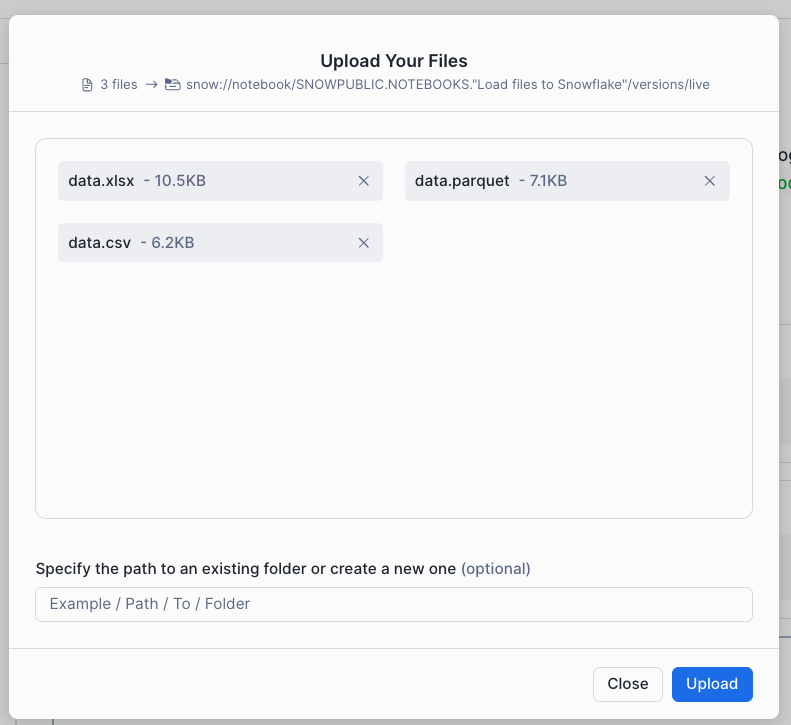 Upload Your Files
3 files → snow://notebook/SNOWPUBLIC.NOTEBOOKS."Load files to Snowflake"/versions/live
data.xlsx - 10.5KB
data.parquet - 7.1KB
data.csv - 6.2KB
Specify the path to an existing folder or create a new one (optional)
Example / Path / To / Folder
Close
Upload